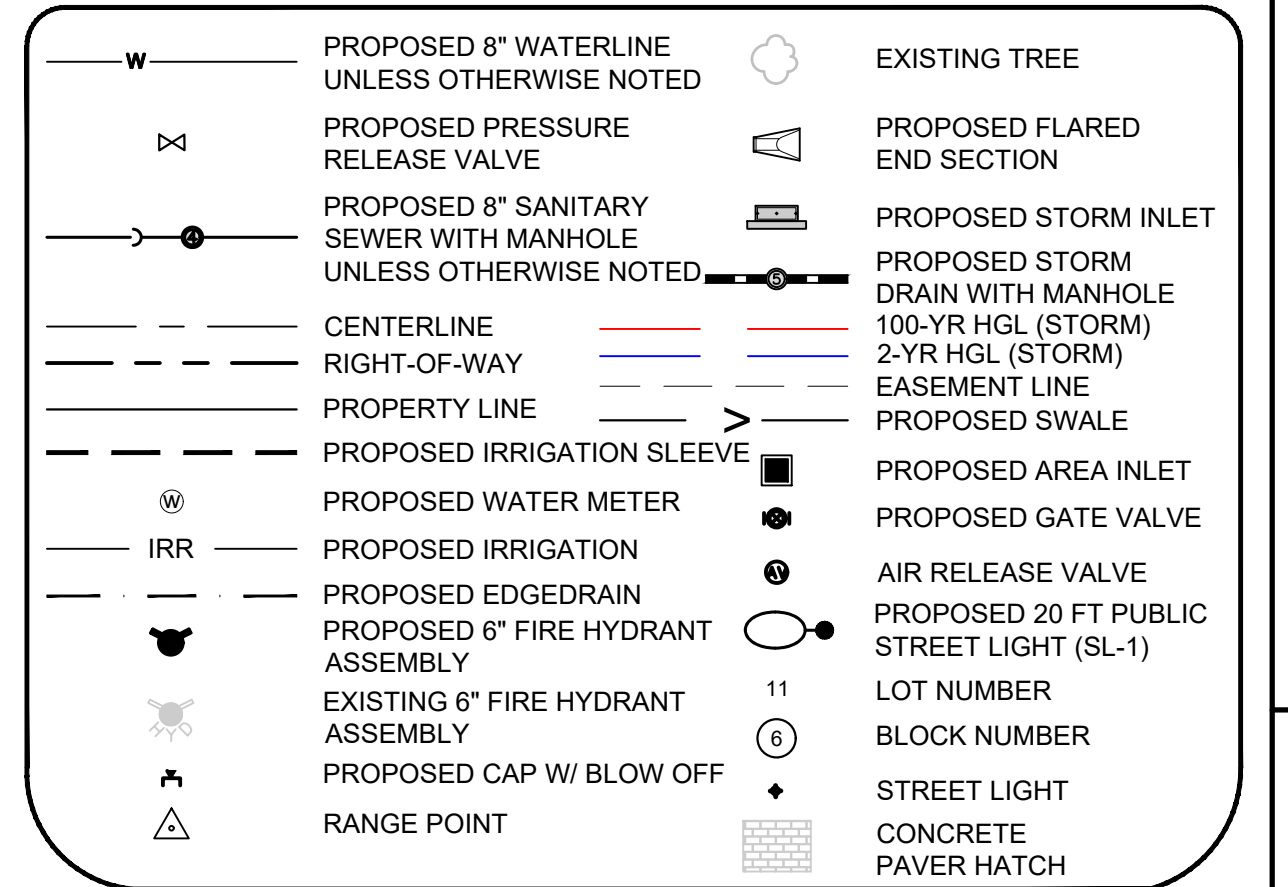 W
PROPOSED 8" WATERLINE
UNLESS OTHERWISE NOTED
PROPOSED PRESSURE
RELEASE VALVE
4
PROPOSED 8" SANITARY
SEWER WITH MANHOLE
UNLESS OTHERWISE NOTED
CENTERLINE
RIGHT-OF-WAY
PROPERTY LINE
PROPOSED IRRIGATION SLEEVE
W
PROPOSED WATER METER
IRR
PROPOSED IRRIGATION
PROPOSED EDGEDRAIN
PROPOSED 6" FIRE HYDRANT
ASSEMBLY
EXISTING 6" FIRE HYDRANT
ASSEMBLY
PROPOSED CAP W/ BLOW OFF
RANGE POINT
EXISTING TREE
PROPOSED FLARED
END SECTION
PROPOSED STORM INLET
5
PROPOSED STORM
DRAIN WITH MANHOLE
100-YR HGL (STORM)
2-YR HGL (STORM)
EASEMENT LINE
>
PROPOSED SWALE
PROPOSED AREA INLET
PROPOSED GATE VALVE
AV
AIR RELEASE VALVE
PROPOSED 20 FT PUBLIC
STREET LIGHT (SL-1)
11
LOT NUMBER
6
BLOCK NUMBER
STREET LIGHT
CONCRETE
PAVER HATCH